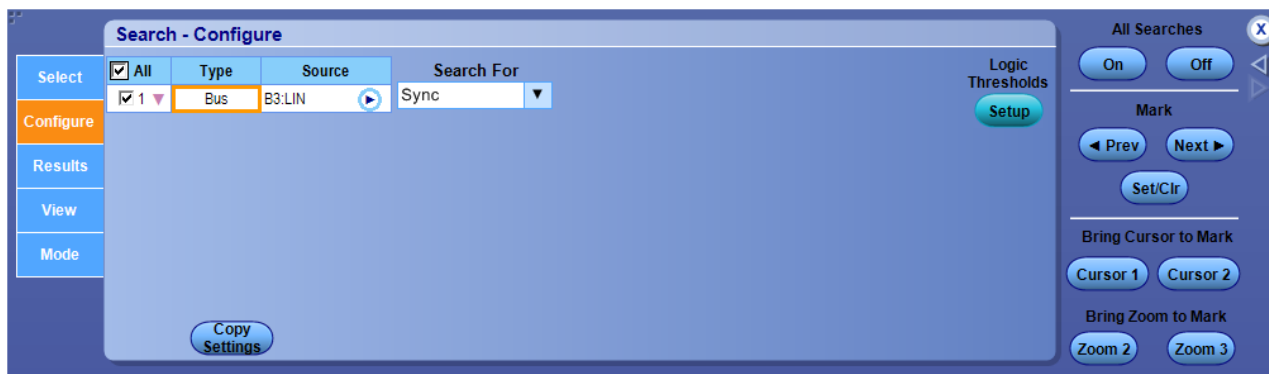 Search - Configure
Select
Configure
Results
View
Mode
All Type Source Search For
1 Bus B3:LIN Sync
Copy
Settings
Logic
Thresholds
Setup
All Searches
On Off
Mark
Prev Next
Set/Clr
Bring Cursor to Mark
Cursor 1 Cursor 2
Bring Zoom to Mark
Zoom 2 Zoom 3
X